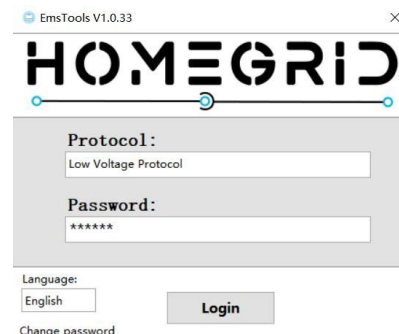 EmsTools V1.0.33
HOMEGRID
Protocol:
Low Voltage Protocol
Password:
******
Language:
English
Login
Change password